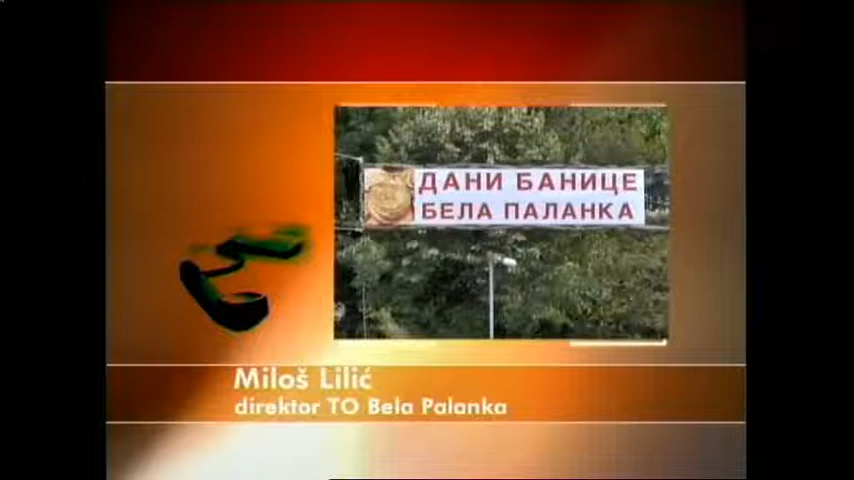 ДАНИ БАНИЦЕ
БЕЛА ПАЛАНКА
Miloš Lilić
direktor TO Bela Palanka